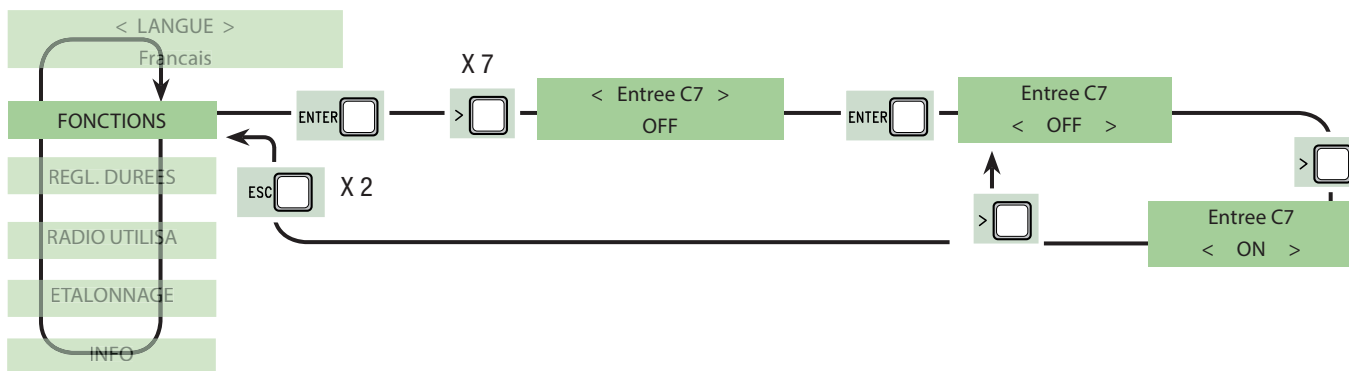 < LANGUE >
Francais
FONCTIONS
REGL. DUREES
RADIO UTILISA
ETALONNAGE
INFO
ENTER
X 7
>
< Entree C7 >
OFF
ENTER
Entree C7
< OFF >
>
Entree C7
< ON >
>
ESC
X 2